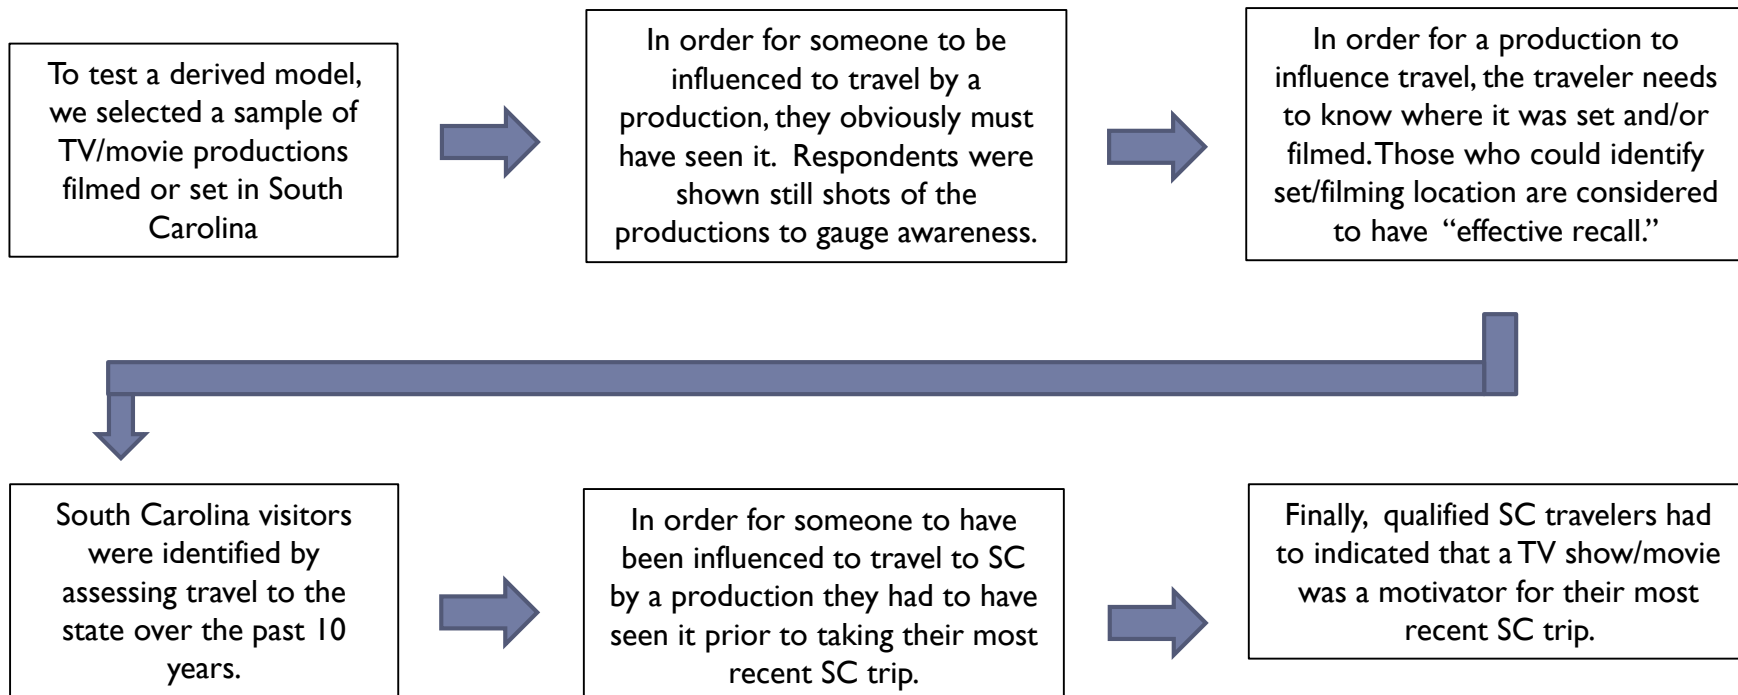 To test a derived model,
we selected a sample of
TV/movie productions
filmed or set in South
Carolina
In order for someone to be
influenced to travel by a
production, they obviously must
have seen it. Respondents were
shown still shots of the
productions to gauge awareness.
In order for a production to
influence travel, the traveler needs
to know where it was set and/or
filmed. Those who could identify
set/filming location are considered
to have “effective recall.”
South Carolina visitors
were identified by
assessing travel to the
state over the past 10
years.
In order for someone to have
been influenced to travel to SC
by a production they had to have
seen it prior to taking their most
recent SC trip.
Finally, qualified SC travelers had
to indicated that a TV show/movie
was a motivator for their most
recent SC trip.